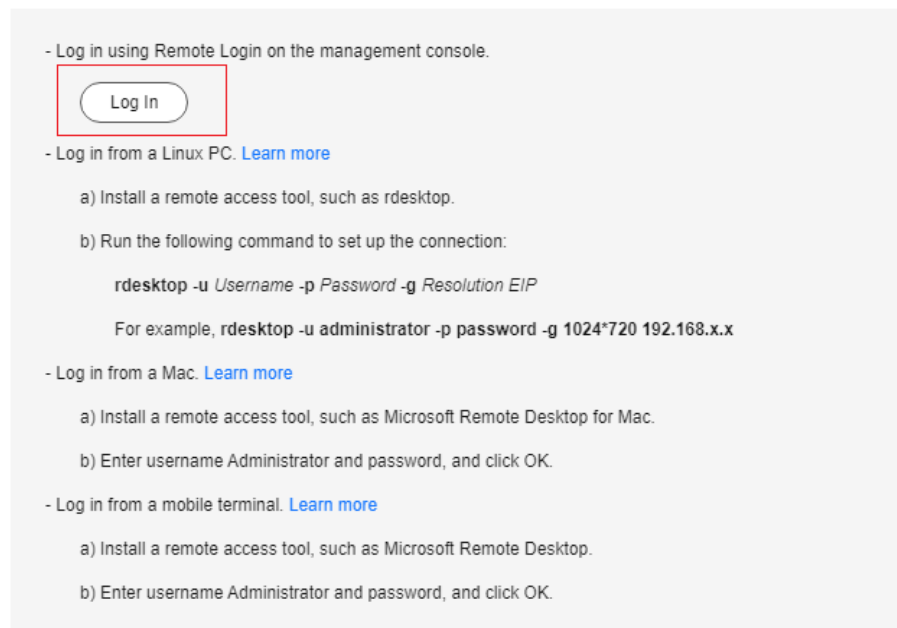 - Log in using Remote Login on the management console.
Log In
- Log in from a Linux PC. Learn more
a) Install a remote access tool, such as rdesktop.
b) Run the following command to set up the connection:
rdesktop -u Username -p Password -g Resolution EIP
For example, rdesktop -u administrator -p password -g 1024*720 192.168.x.x
- Log in from a Mac. Learn more
a) Install a remote access tool, such as Microsoft Remote Desktop for Mac.
b) Enter username Administrator and password, and click OK.
- Log in from a mobile terminal. Learn more
a) Install a remote access tool, such as Microsoft Remote Desktop.
b) Enter username Administrator and password, and click OK.